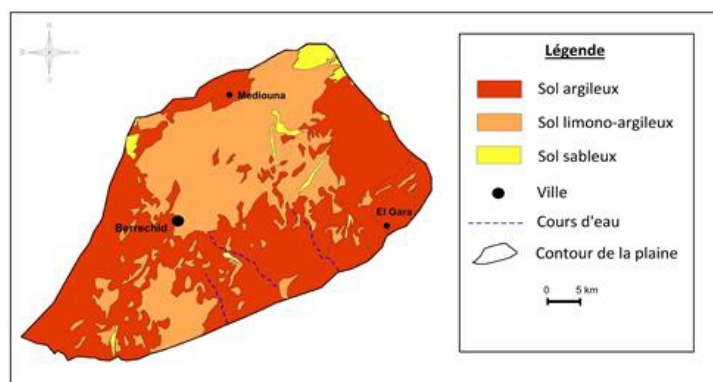 Légende
Sol argileux
Sol limono-argileux
Sol sableux
Ville
Cours d'eau
Contour de la plaine
0 5 km
Mediouna
El Gara
Berrechid